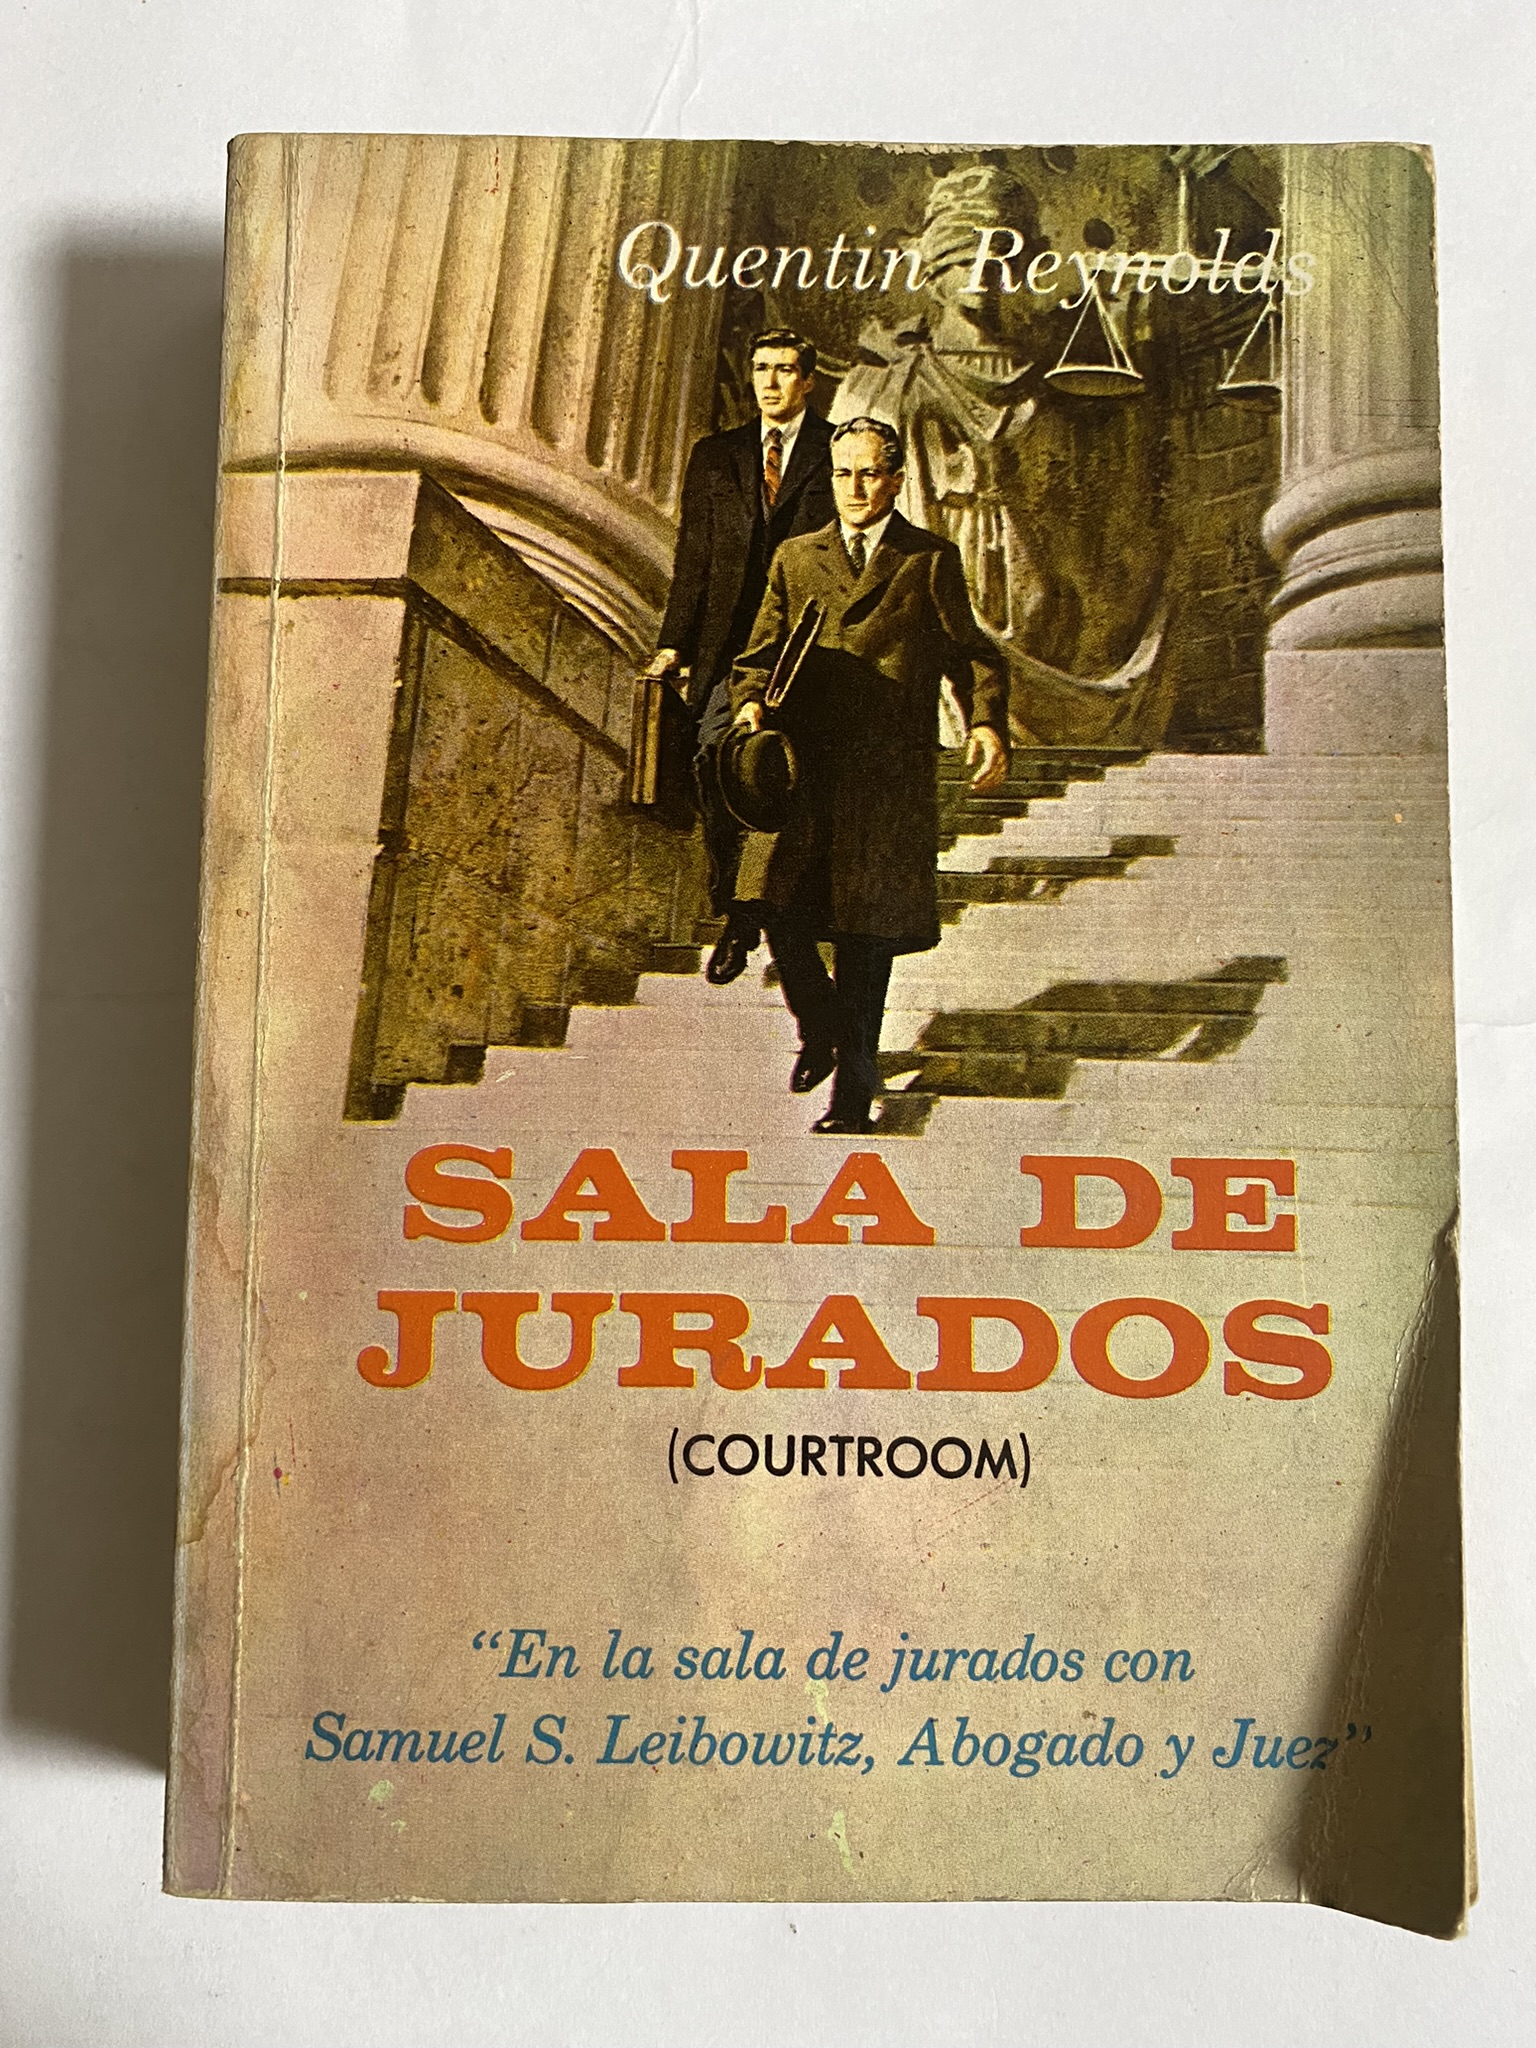 Quentin Reynolds
SALA DE
JURADOS
(COURTROOM)
“En la sala de jurados con
Samuel S. Leibowitz, Abogado y Juez”